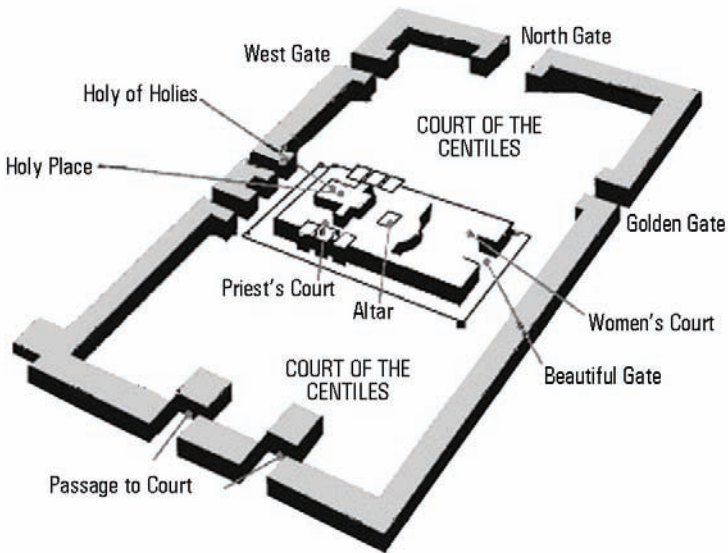 North Gate
West Gate
Holy of Holies
COURT OF THE
CENTILES
Holy Place
Golden Gate
Priest's Court
Altar
Women's Court
Beautiful Gate
COURT OF THE
CENTILES
Passage to Court